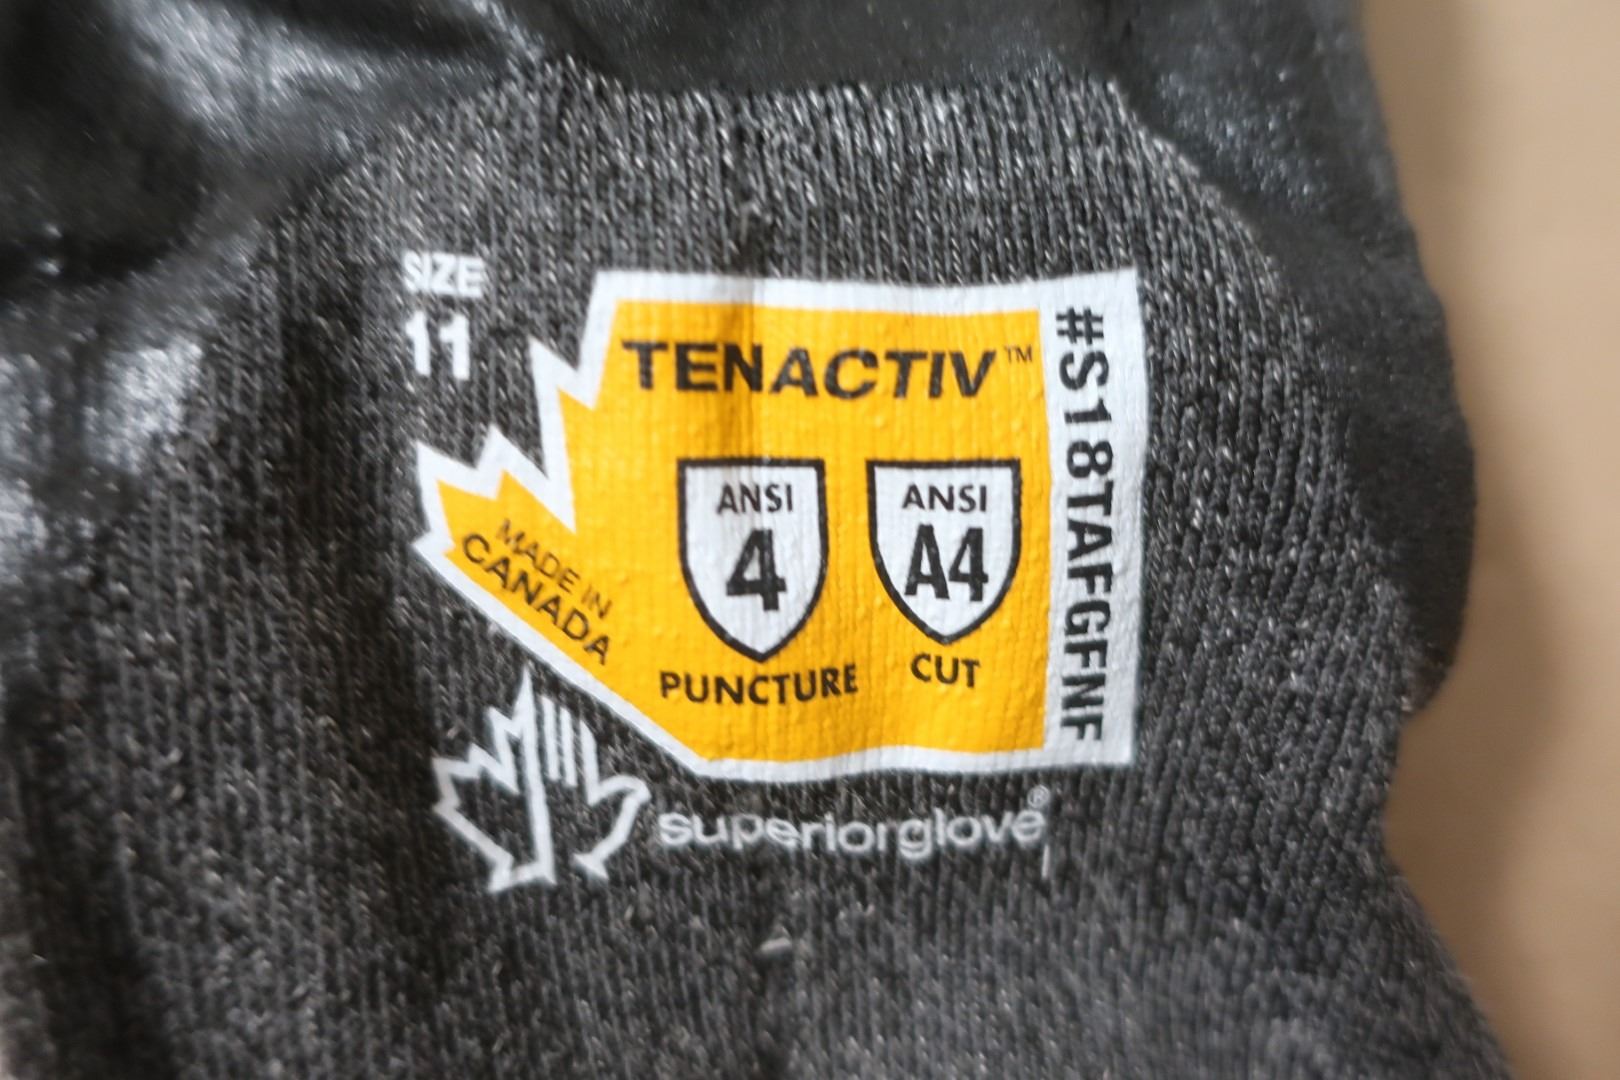 SIZE
11
TENACTIV™
#S18TAFGFNF
ANSI
4
PUNCTURE
ANSI
A4
CUT
MADE IN
CANADA
superiorglove®